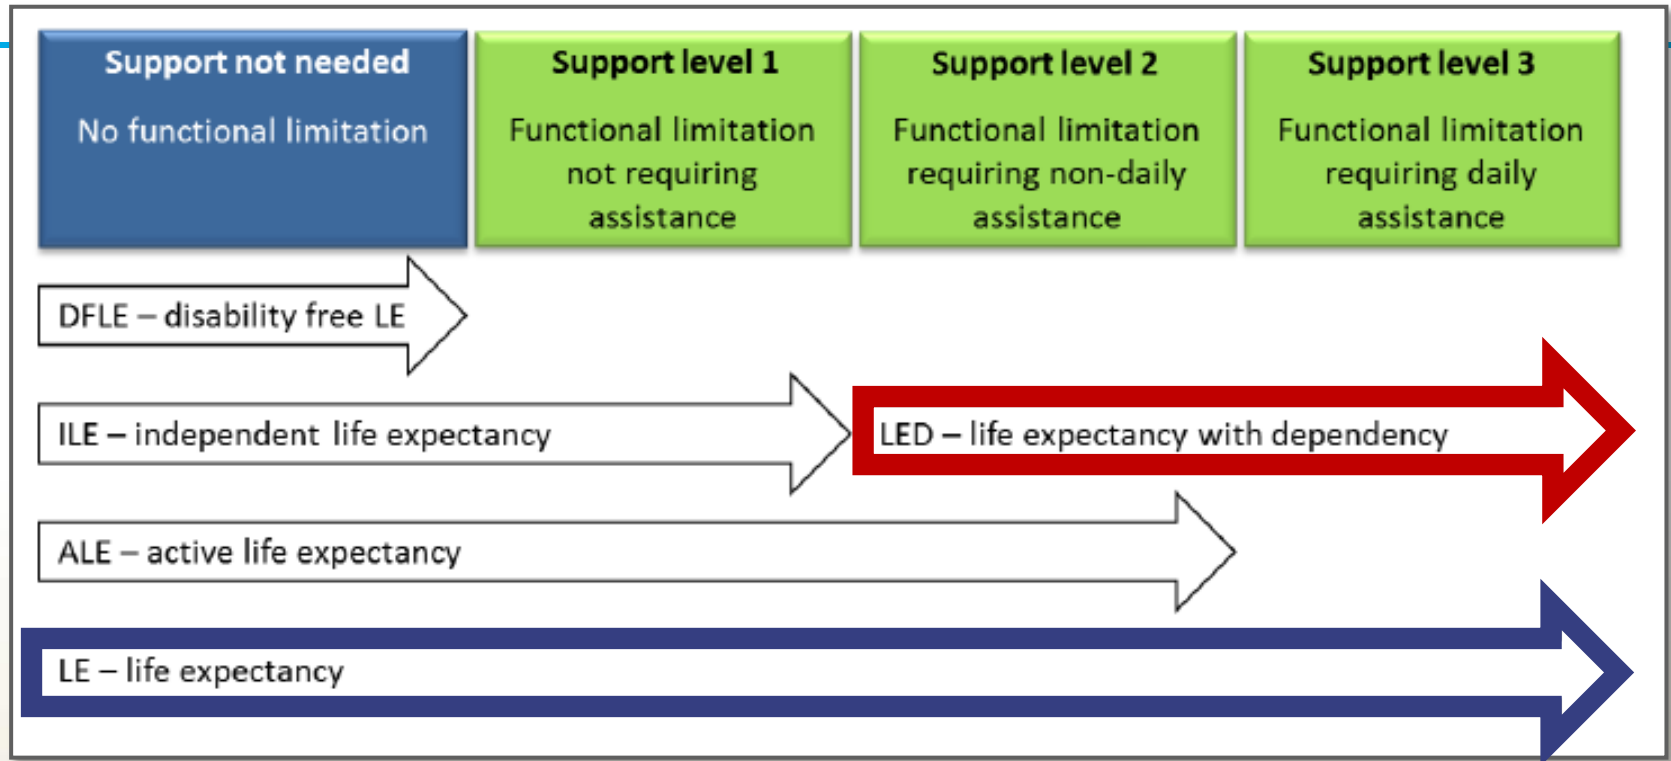 Support not needed
No functional limitation
Support level 1
Functional limitation
not requiring
assistance
Support level 2
Functional limitation
requiring non-daily
assistance
Support level 3
Functional limitation
requiring daily
assistance
DFLE – disability free LE
ILE – independent life expectancy
LED – life expectancy with dependency
ALE – active life expectancy
LE – life expectancy